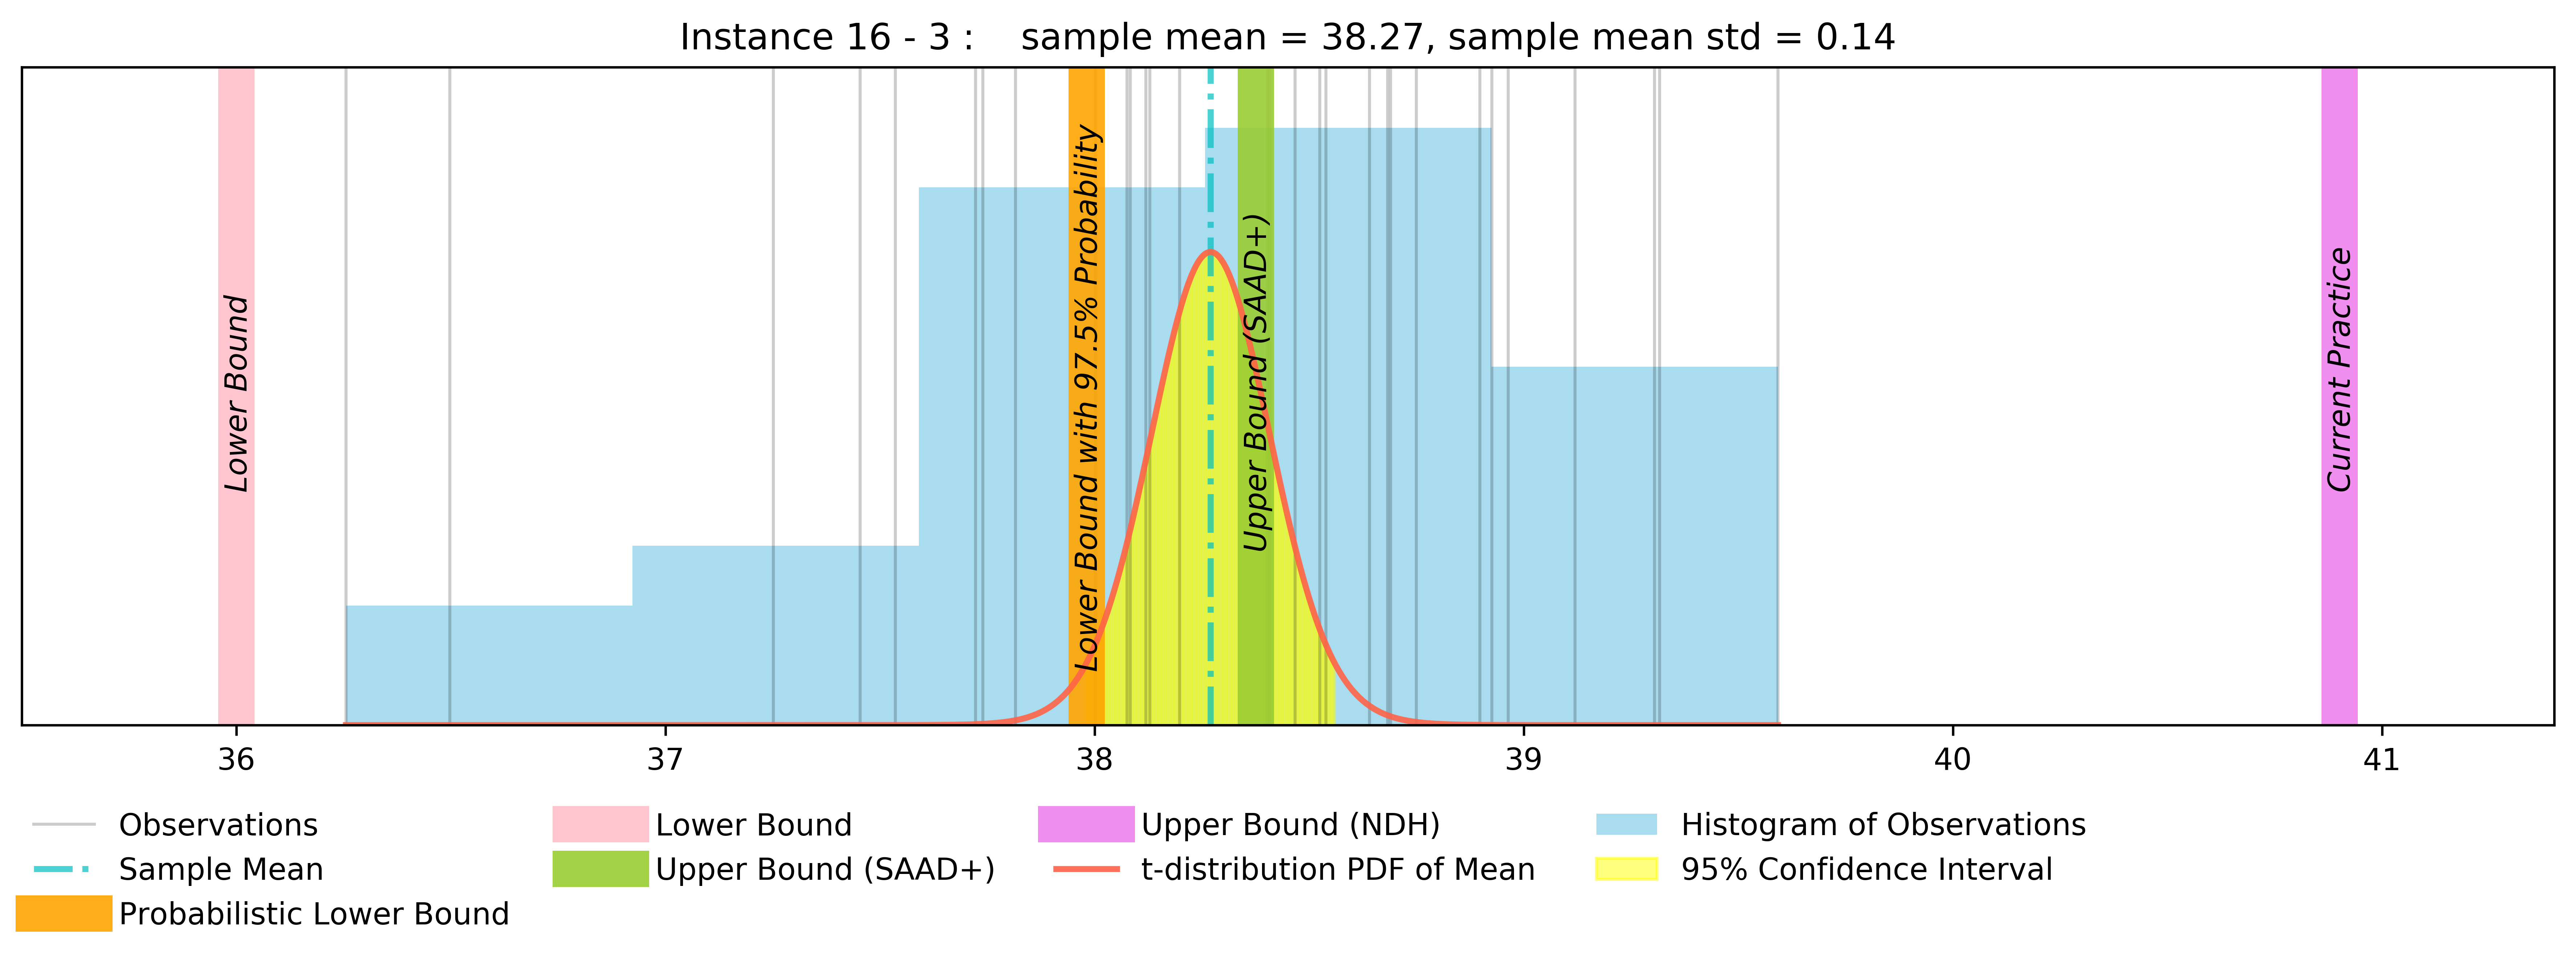 Instance 16 - 3 :    sample mean = 38.27, sample mean std = 0.14
Lower Bound
Lower Bound with 97.5% Probability
Upper Bound (SAAD+)
Current Practice
36 37 38 39 40 41
Observations
Sample Mean
Probabilistic Lower Bound
Lower Bound
Upper Bound (SAAD+)
Upper Bound (NDH)
t-distribution PDF of Mean
Histogram of Observations
95% Confidence Interval